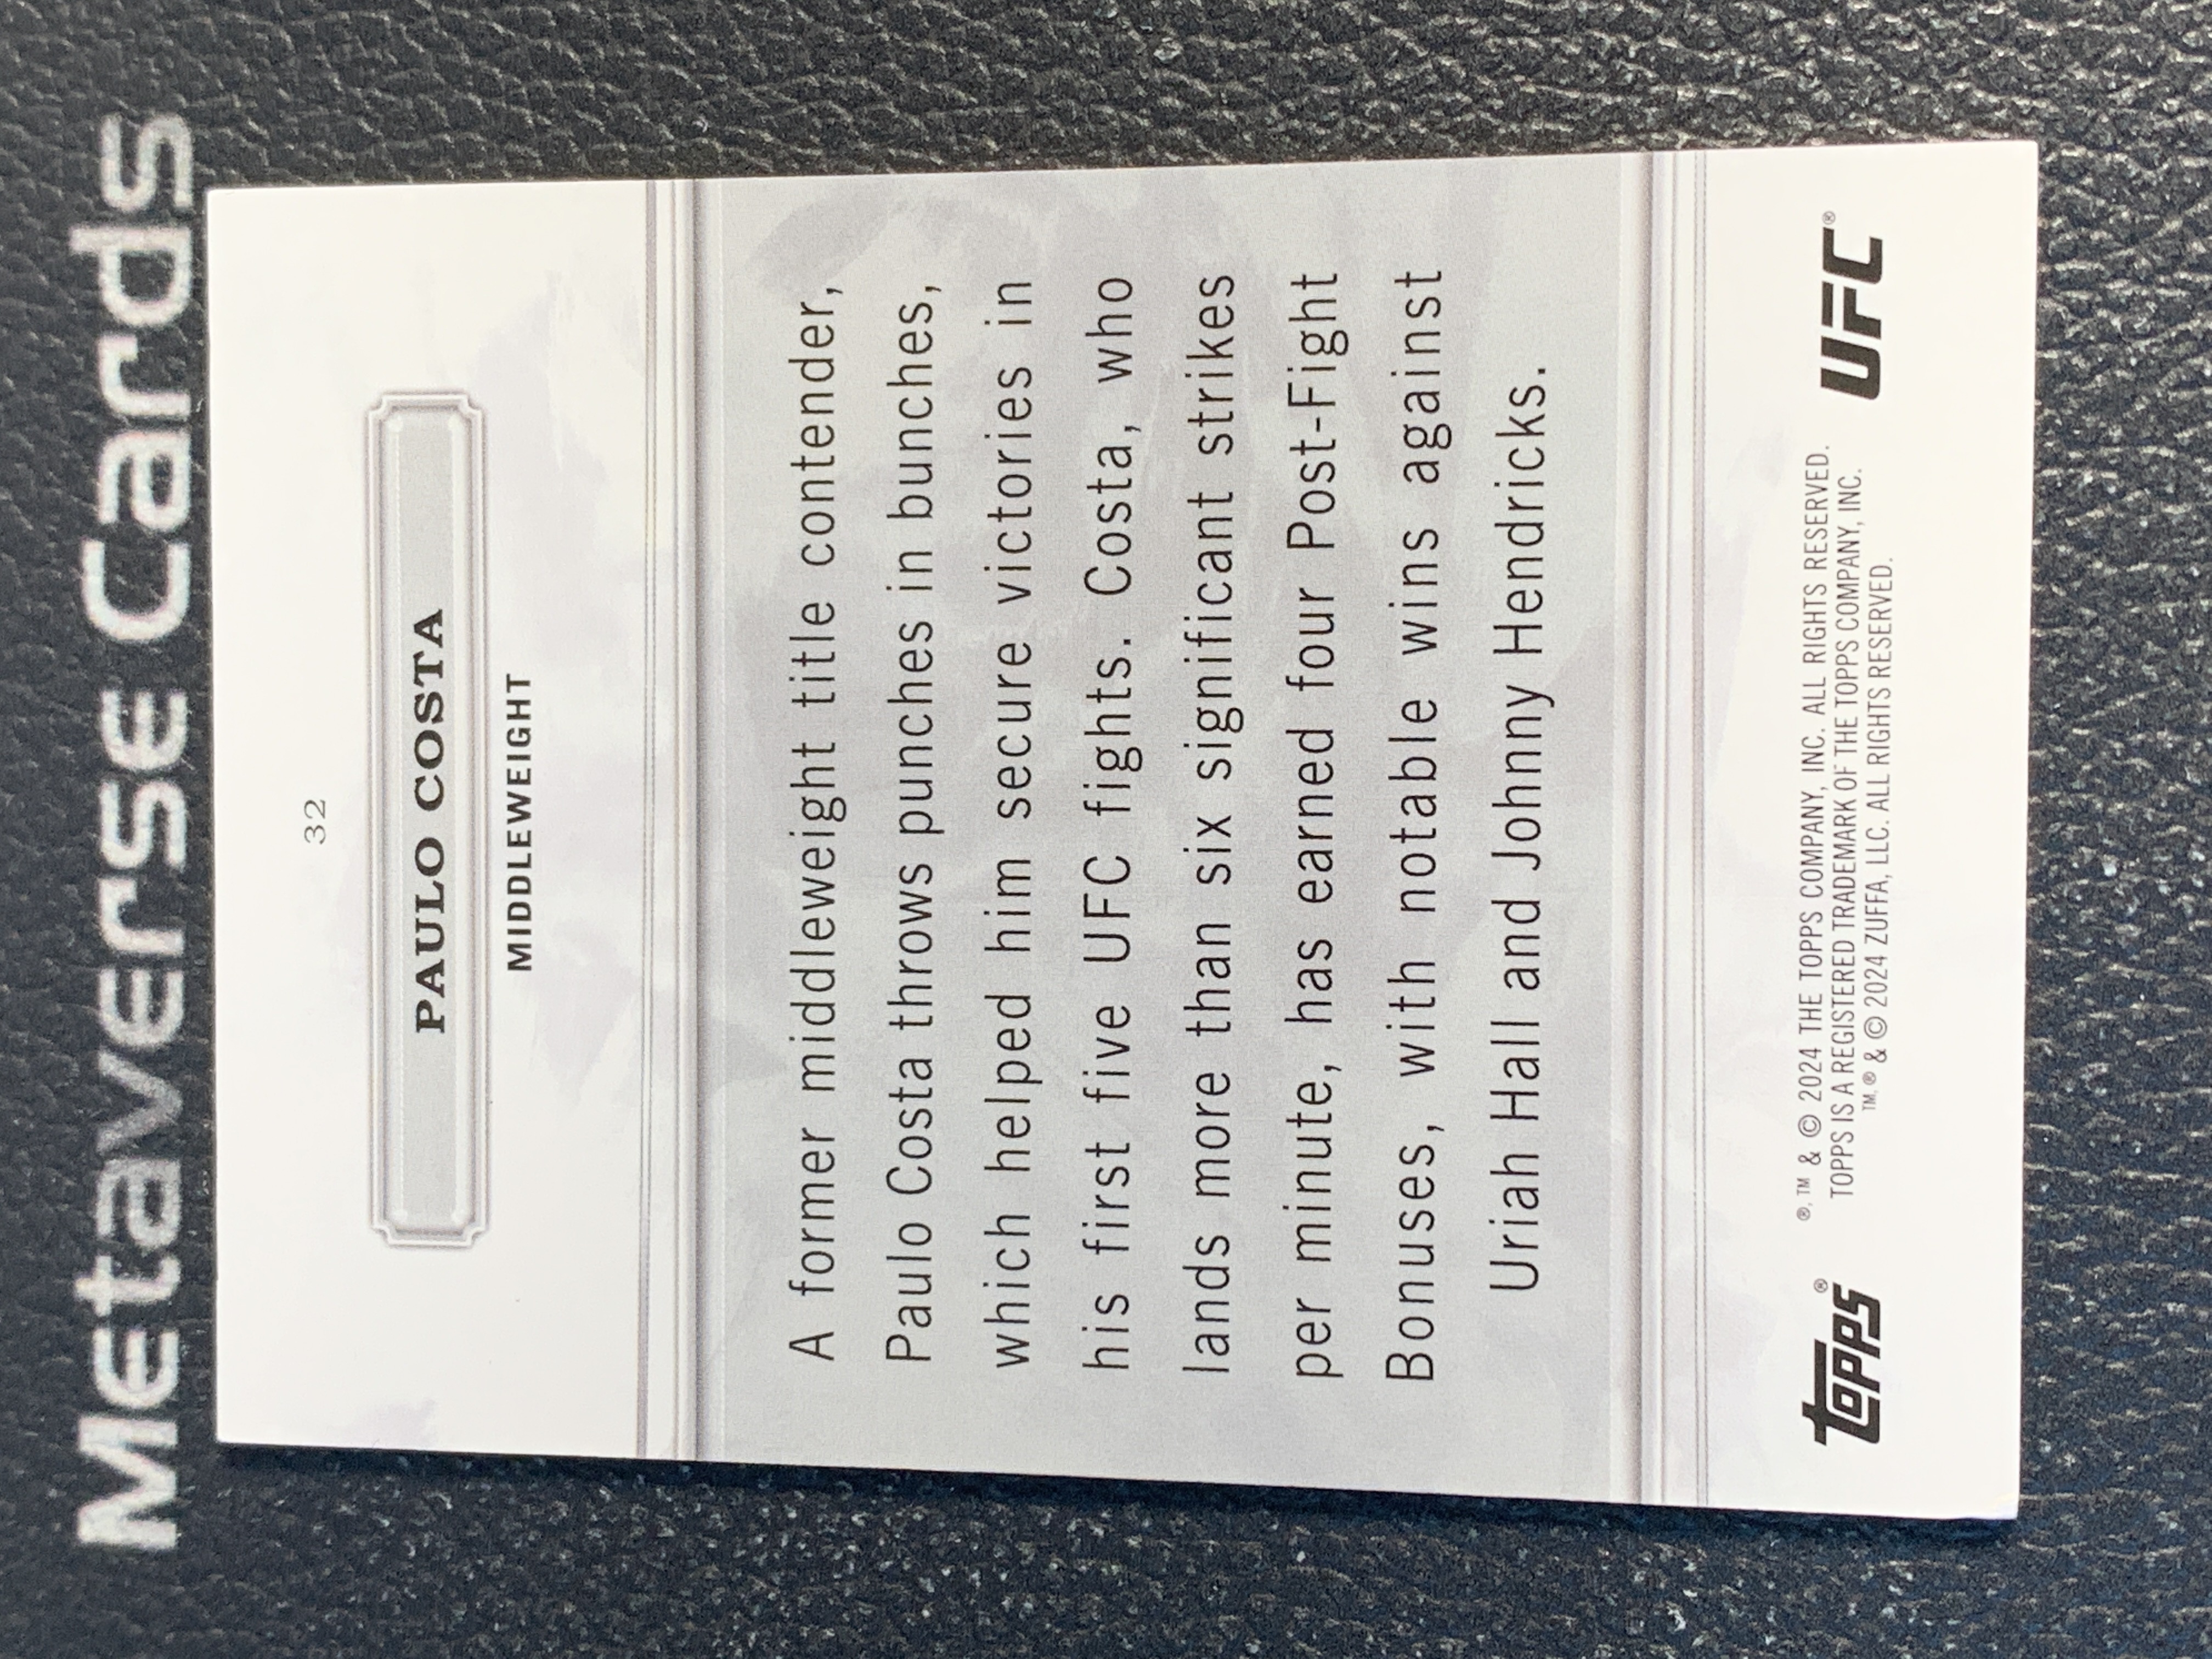 Metaverse Cards
32
PAULO COSTA
MIDDLEWEIGHT
A former middleweight title contender,
Paulo Costa throws punches in bunches,
which helped him secure victories in
his first five UFC fights. Costa, who
lands more than six significant strikes
per minute, has earned four Post-Fight
Bonuses, with notable wins against
Uriah Hall and Johnny Hendricks.
topps®
®, ™ & © 2024 THE TOPPS COMPANY, INC. ALL RIGHTS RESERVED.
TOPPS IS A REGISTERED TRADEMARK OF THE TOPPS COMPANY, INC.
™, ® & © 2024 ZUFFA, LLC. ALL RIGHTS RESERVED.
UFC®